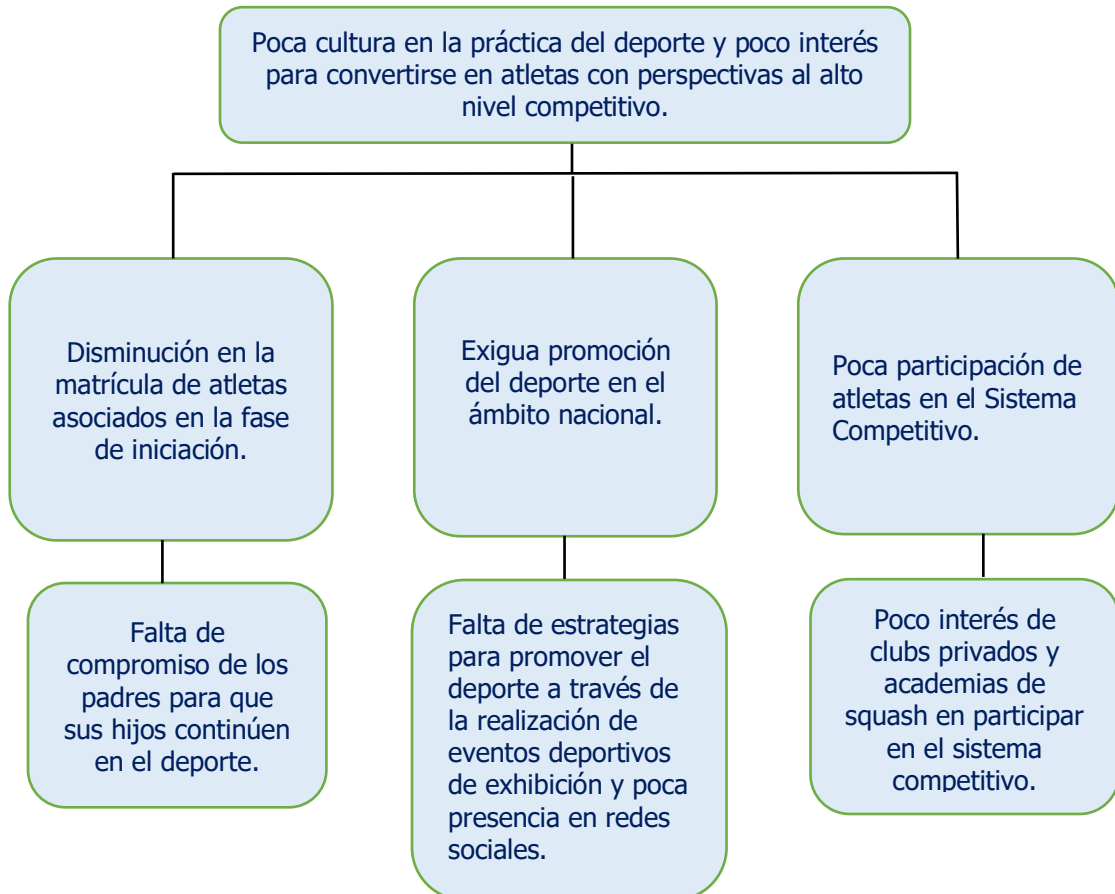 Poca cultura en la práctica del deporte y poco interés
para convertirse en atletas con perspectivas al alto
nivel competitivo.
Disminución en la
matrícula de atletas
asociados en la fase
de iniciación.
Exigua promoción
del deporte en el
ámbito nacional.
Poca participación de
atletas en el Sistema
Competitivo.
Falta de
compromiso de los
padres para que
sus hijos continúen
en el deporte.
Falta de estrategias
para promover el
deporte a través de
la realización de
eventos deportivos
de exhibición y poca
presencia en redes
sociales.
Poco interés de
clubs privados y
academias de
squash en participar
en el sistema
competitivo.